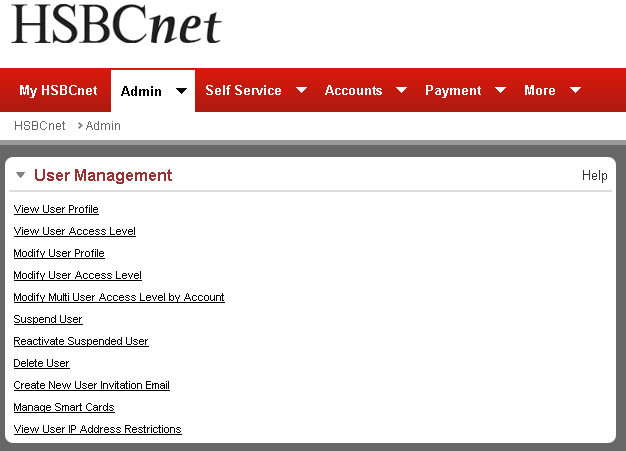 HSBCnet
My HSBCnet Admin Self Service Accounts Payment More
HSBCnet > Admin
User Management Help
View User Profile
View User Access Level
Modify User Profile
Modify User Access Level
Modify Multi User Access Level by Account
Suspend User
Reactivate Suspended User
Delete User
Create New User Invitation Email
Manage Smart Cards
View User IP Address Restrictions